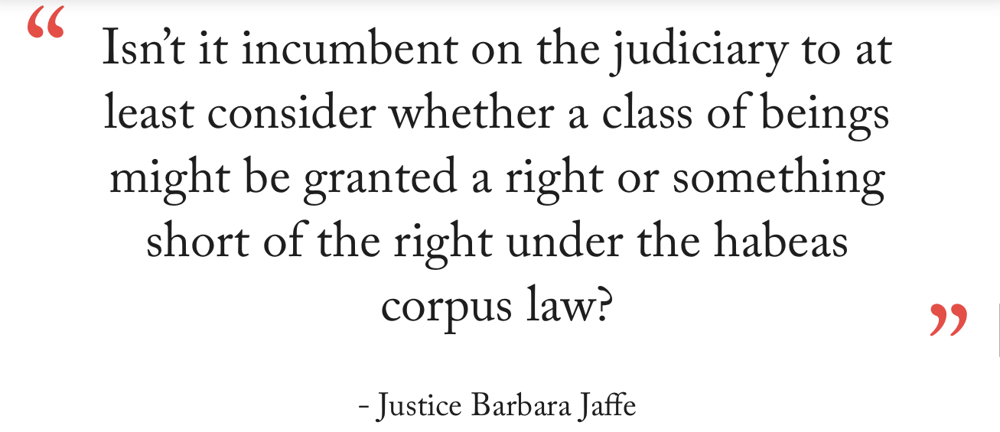 “ Isn’t it incumbent on the judiciary to at
least consider whether a class of beings
might be granted a right or something
short of the right under the habeas
corpus law? ”
- Justice Barbara Jaffe